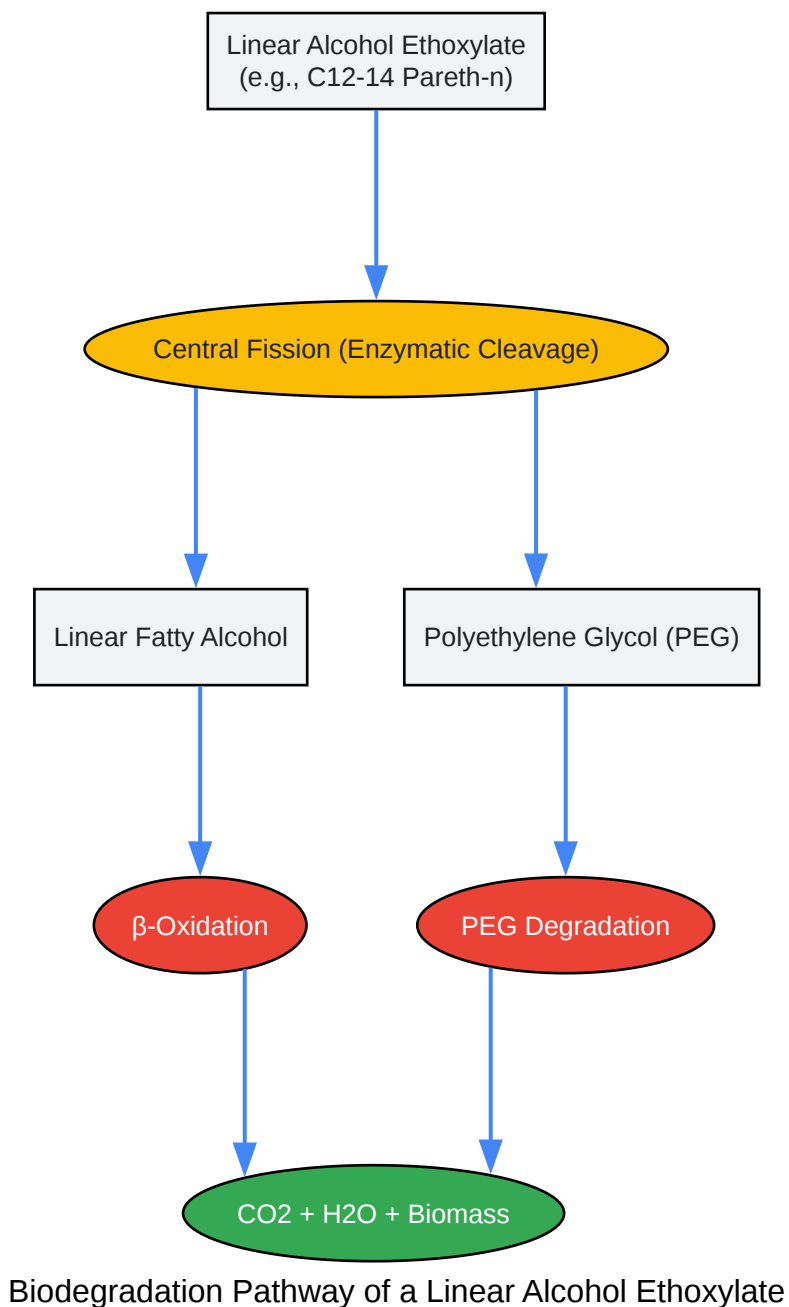 Linear Alcohol Ethoxylate
(e.g., C12-14 Pareth-n)
Central Fission (Enzymatic Cleavage)
Linear Fatty Alcohol
Polyethylene Glycol (PEG)
β-Oxidation
PEG Degradation
CO2 + H2O + Biomass
Biodegradation Pathway of a Linear Alcohol Ethoxylate